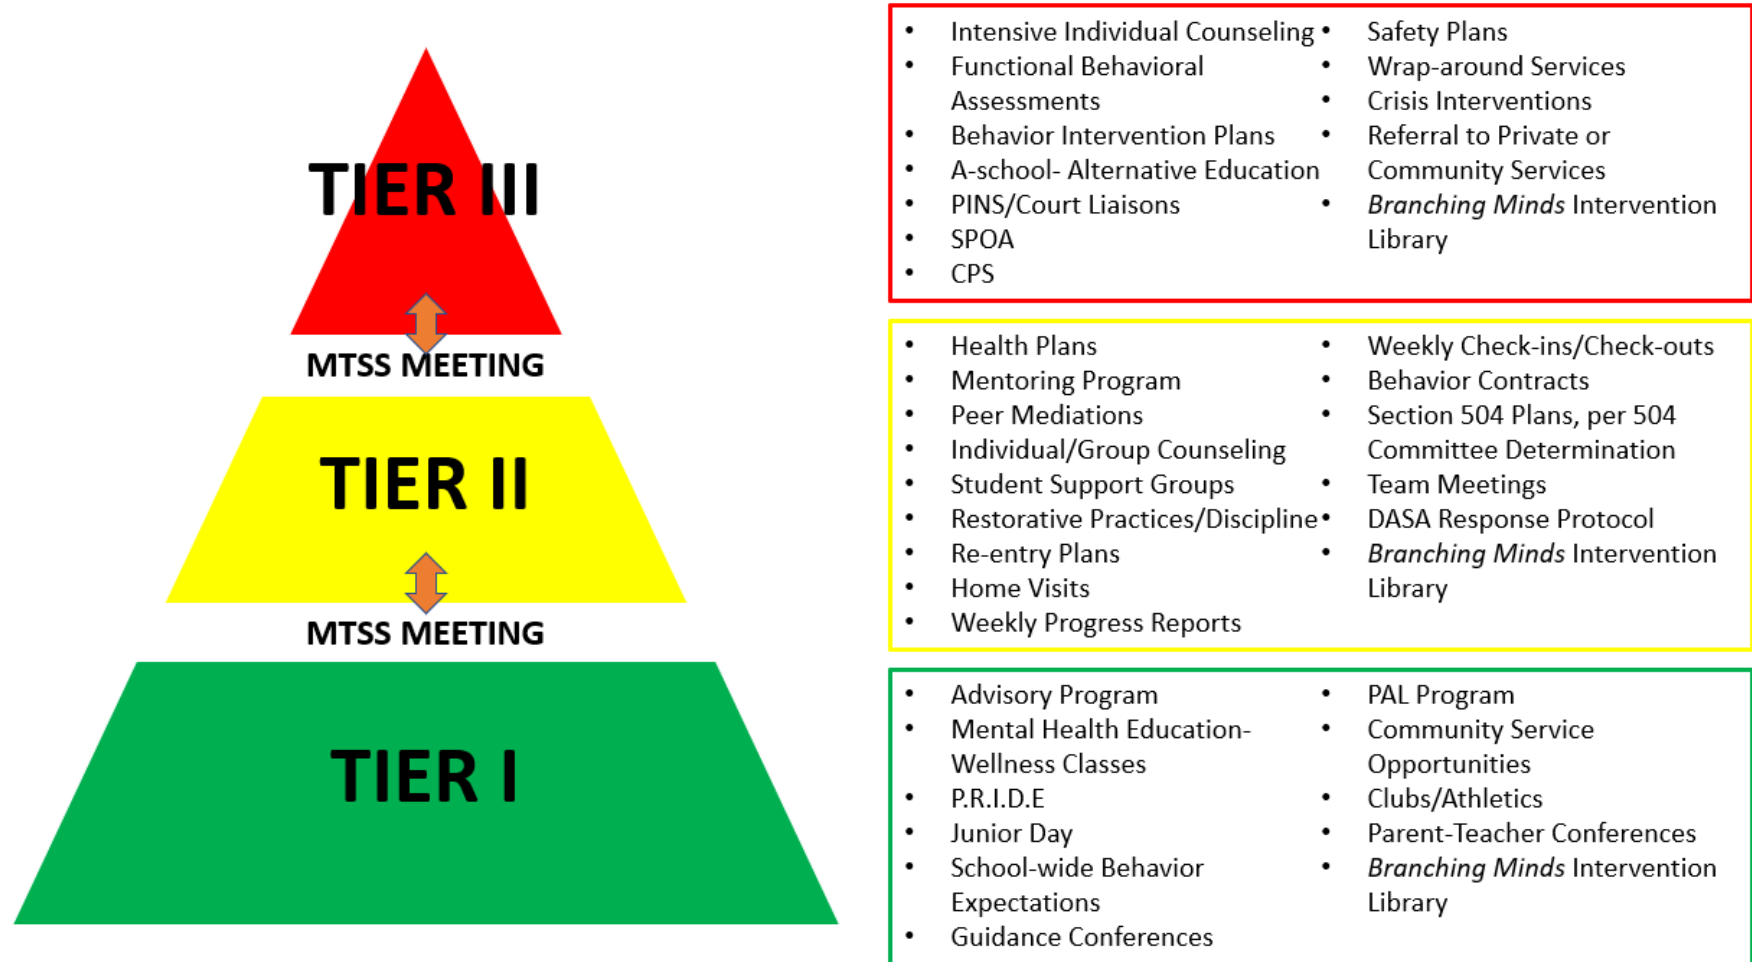 TIER III
MTSS MEETING
TIER II
MTSS MEETING
TIER I
• Intensive Individual Counseling
• Functional Behavioral
Assessments
• Behavior Intervention Plans
• A-school- Alternative Education
• PINS/Court Liaisons
• SPOA
• CPS
• Safety Plans
• Wrap-around Services
• Crisis Interventions
• Referral to Private or
Community Services
• Branching Minds Intervention
Library
• Health Plans
• Mentoring Program
• Peer Mediations
• Individual/Group Counseling
• Student Support Groups
• Restorative Practices/Discipline
• Re-entry Plans
• Home Visits
• Weekly Progress Reports
• Weekly Check-ins/Check-outs
• Behavior Contracts
• Section 504 Plans, per 504
Committee Determination
• Team Meetings
• DASA Response Protocol
• Branching Minds Intervention
Library
• Advisory Program
• Mental Health Education-
Wellness Classes
• P.R.I.D.E
• Junior Day
• School-wide Behavior
Expectations
• Guidance Conferences
• PAL Program
• Community Service
Opportunities
• Clubs/Athletics
• Parent-Teacher Conferences
• Branching Minds Intervention
Library